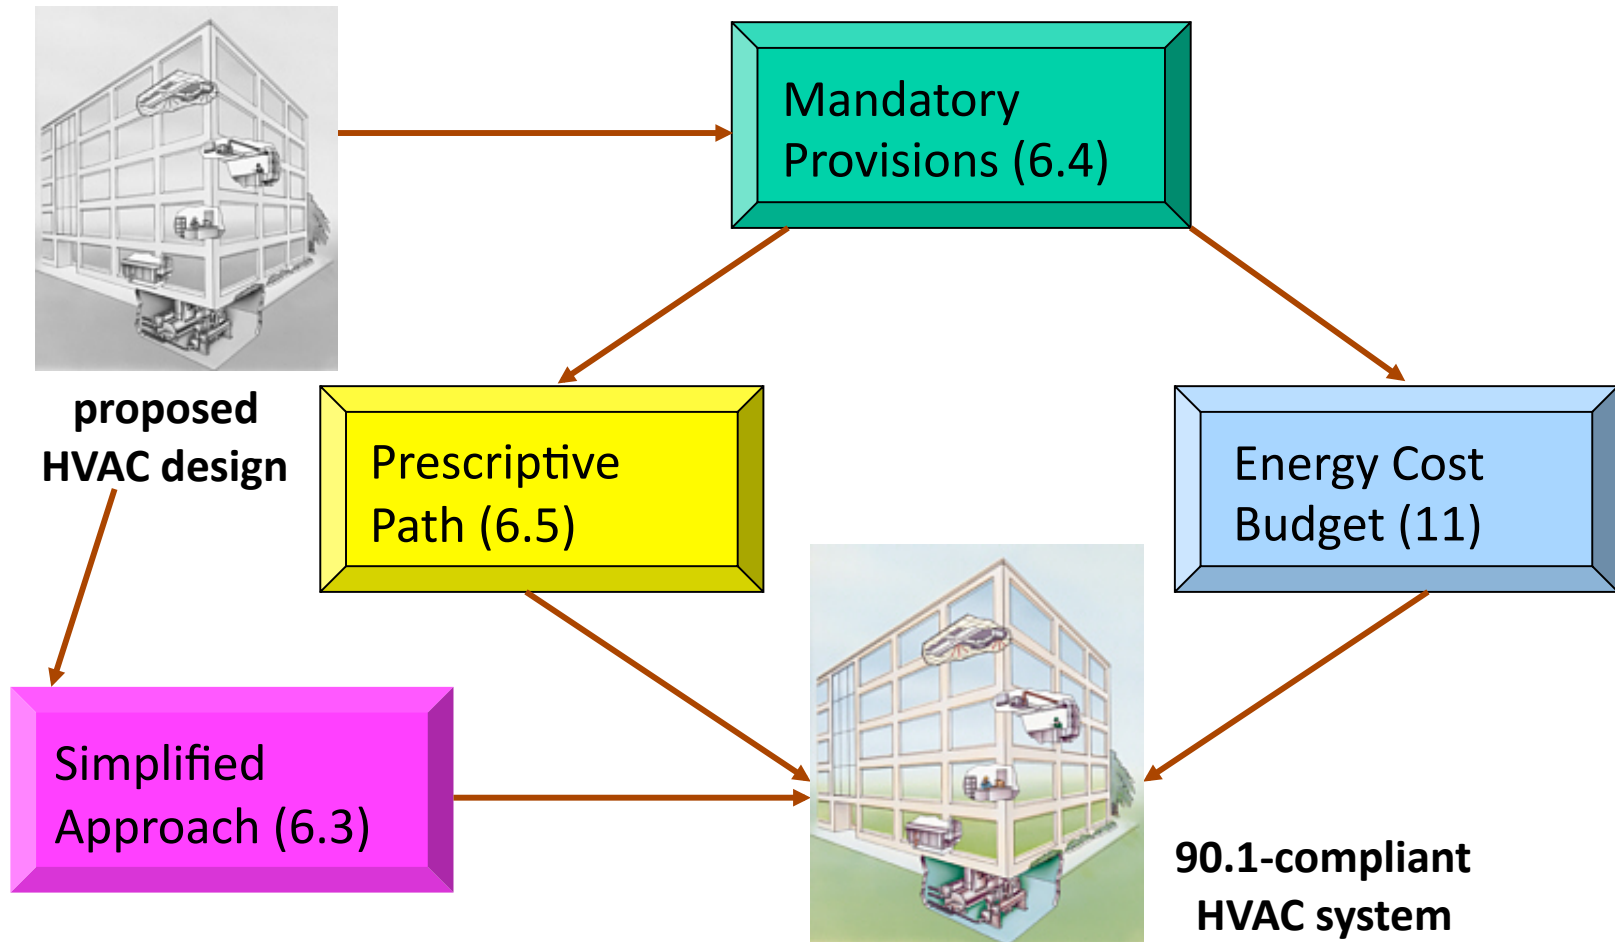 Mandatory
Provisions (6.4)
proposed
HVAC design
Prescriptive
Path (6.5)
Energy Cost
Budget (11)
Simplified
Approach (6.3)
90.1-compliant
HVAC system